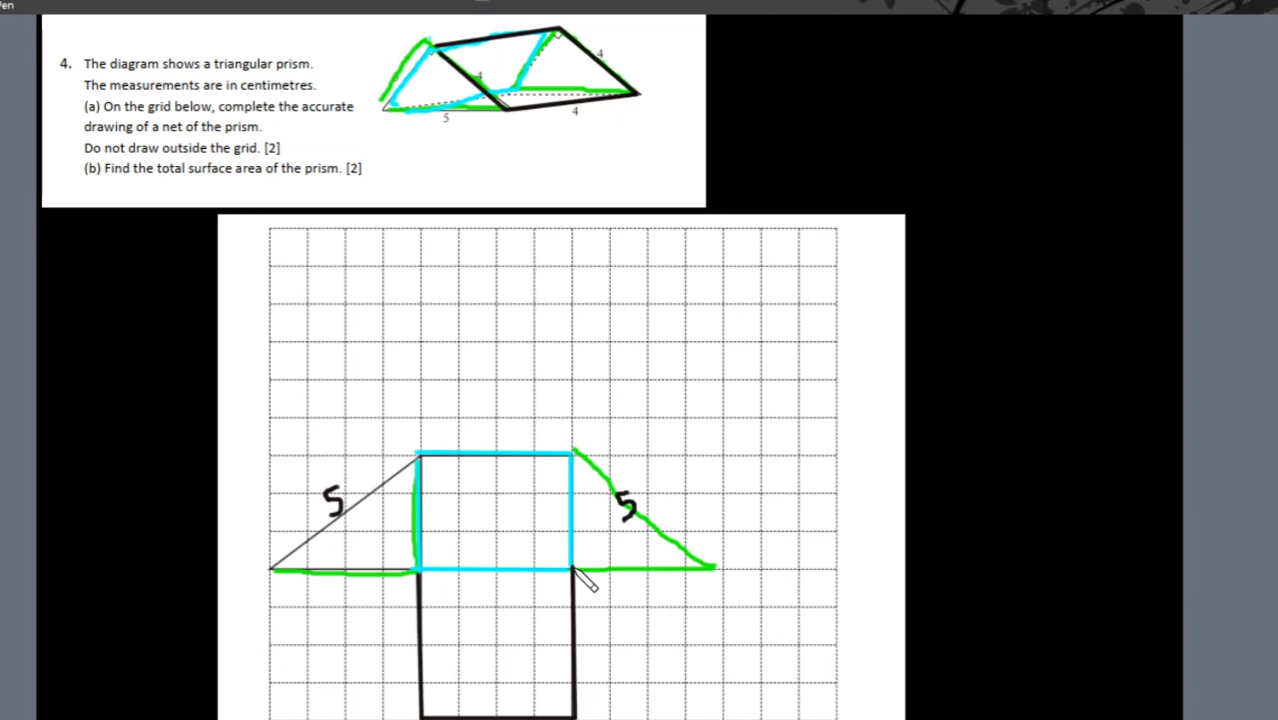 Pen
4. The diagram shows a triangular prism.
The measurements are in centimetres.
(a) On the grid below, complete the accurate
drawing of a net of the prism.
Do not draw outside the grid. [2]
(b) Find the total surface area of the prism. [2]
4
4
5
4
5
5